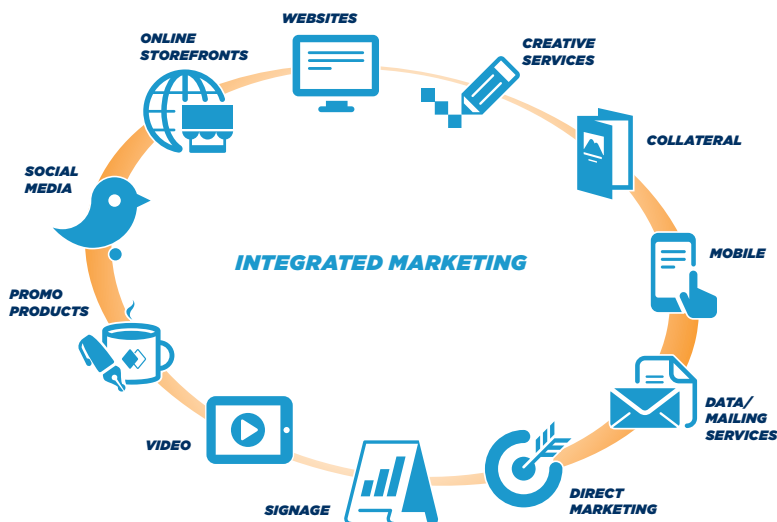 WEBSITES
ONLINE
STOREFRONTS
CREATIVE
SERVICES
COLLATERAL
SOCIAL
MEDIA
MOBILE
INTEGRATED MARKETING
PROMO
PRODUCTS
DATA/
MAILING
SERVICES
VIDEO
DIRECT
MARKETING
SIGNAGE